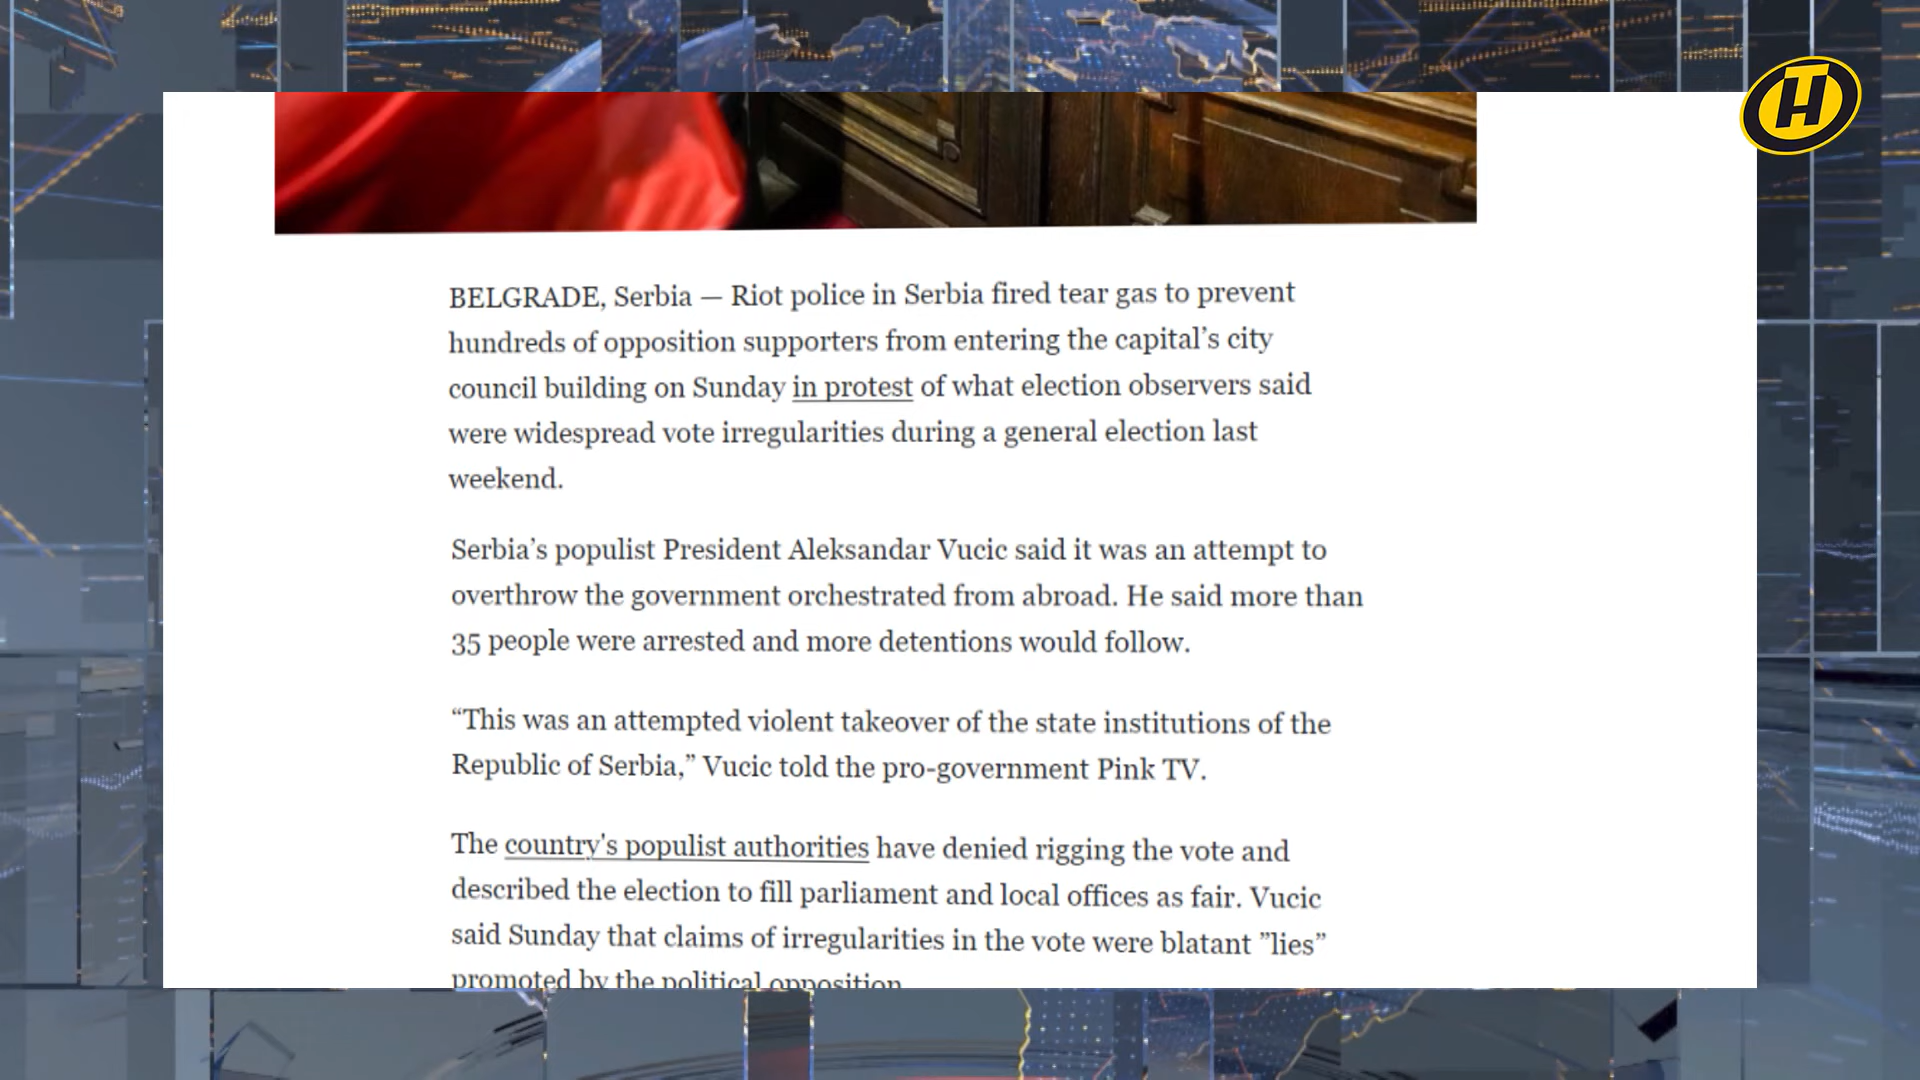 H
BELGRADE, Serbia — Riot police in Serbia fired tear gas to prevent
hundreds of opposition supporters from entering the capital’s city
council building on Sunday in protest of what election observers said
were widespread vote irregularities during a general election last
weekend.
Serbia’s populist President Aleksandar Vucic said it was an attempt to
overthrow the government orchestrated from abroad. He said more than
35 people were arrested and more detentions would follow.
“This was an attempted violent takeover of the state institutions of the
Republic of Serbia,” Vucic told the pro-government Pink TV.
The country’s populist authorities have denied rigging the vote and
described the election to fill parliament and local offices as fair. Vucic
said Sunday that claims of irregularities in the vote were blatant ”lies”
promoted by the political opposition.